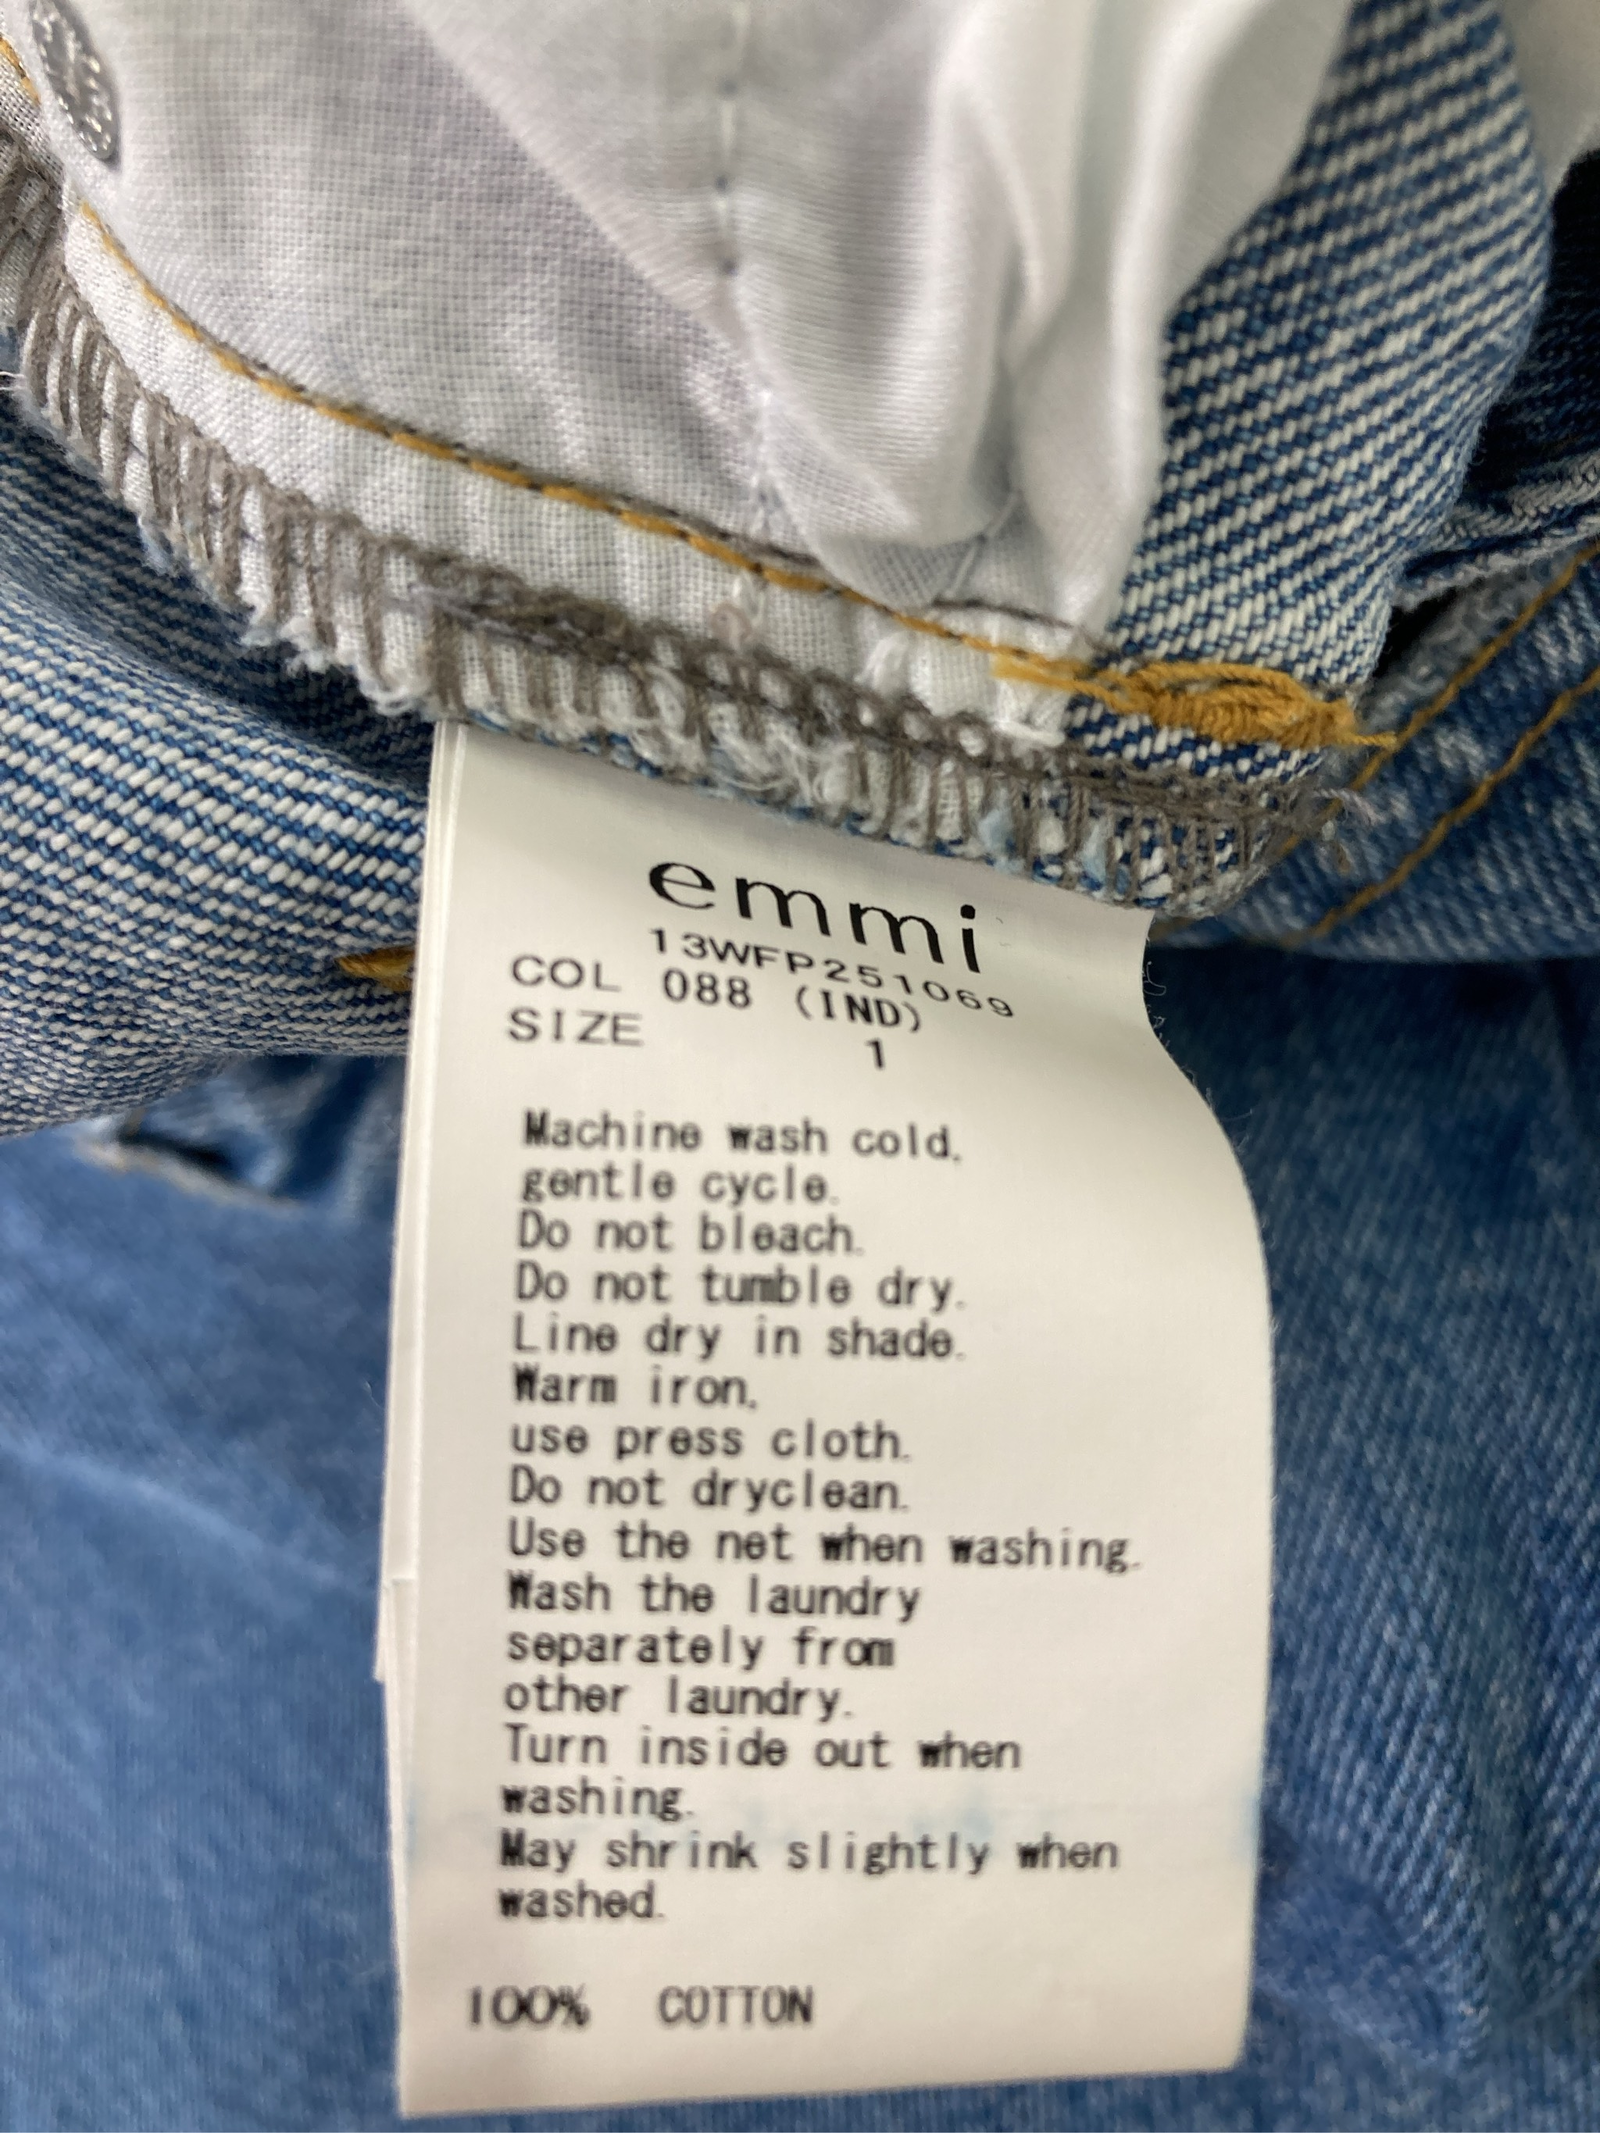 emmi
13WFP251069
COL 088 (IND)
SIZE 1
Machine wash cold,
gentle cycle.
Do not bleach.
Do not tumble dry.
Line dry in shade.
Warm iron,
use press cloth.
Do not dryclean.
Use the net when washing.
Wash the laundry
separately from
other laundry.
Turn inside out when
washing.
May shrink slightly when
washed.
100% COTTON